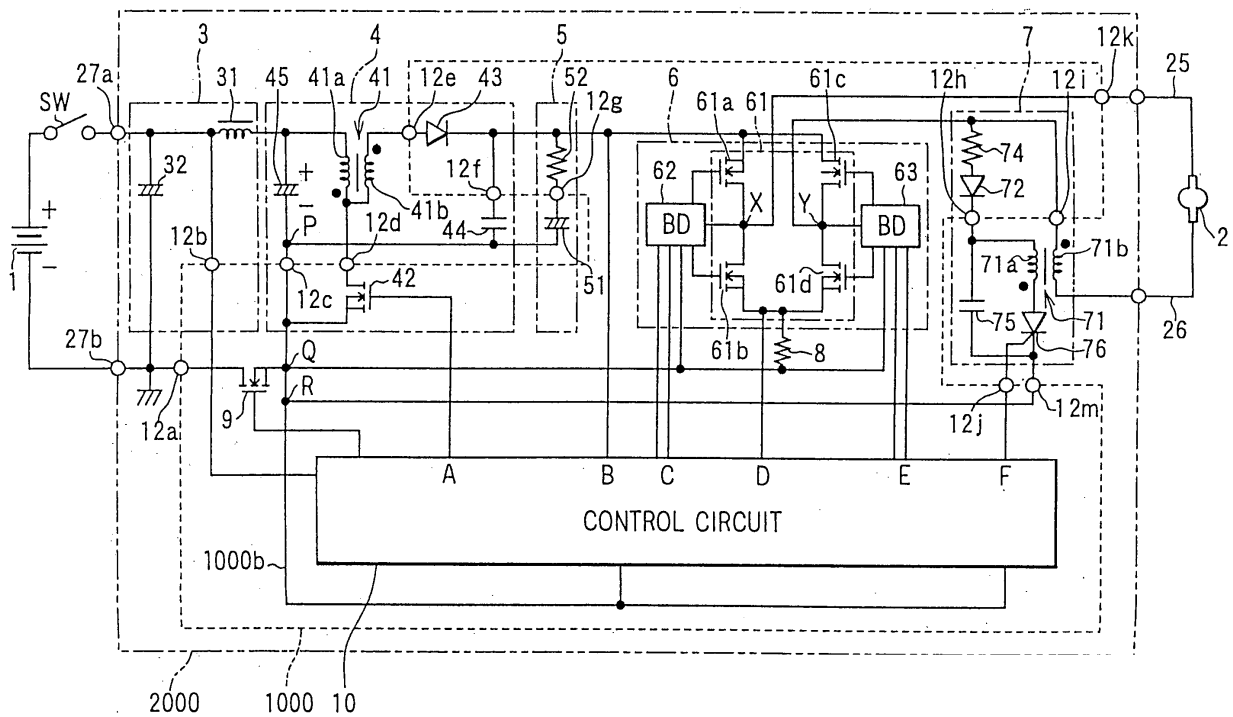 3 4 5 7 12k
27a 31 41a 41 12e 43 52 12g 6 61a 61 61c 12h 12i 25
SW 45
32 + 12f 62 63 74
+ - 41b X Y BD BD 72
P 44 2
1 12b 12d 71a 71b
- 42 51 61d
12c 75 71
27b Q 61b 8 76 26
R
9 12j 12m
12a
A B C D E F
CONTROL CIRCUIT
1000b
2000 1000 10